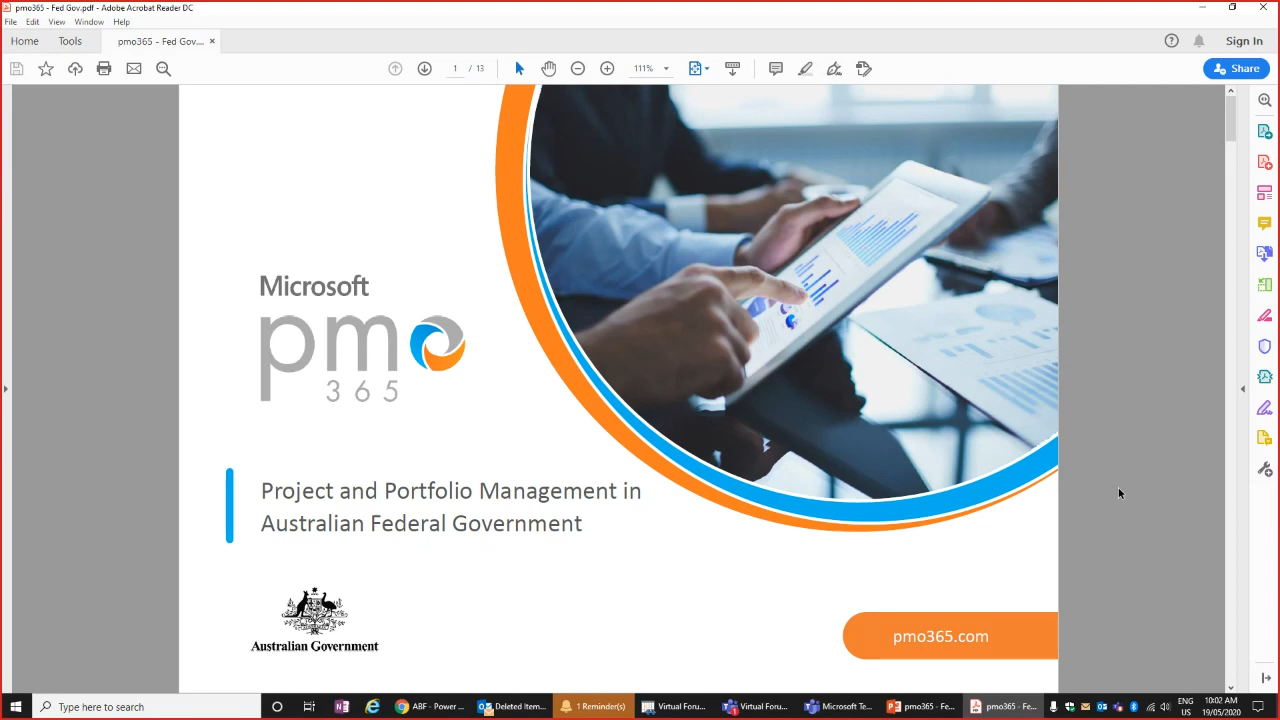 pmo365 - Fed Gov.pdf - Adobe Acrobat Reader DC
File Edit View Window Help
Home Tools pmo365 - Fed Gov... × Sign In
1 / 13 111% Share
Microsoft
pmo
365
Project and Portfolio Management in
Australian Federal Government
Australian Government
pmo365.com
Type here to search ABF - Power ... Deleted Item... 1 Reminder(s) Virtual Foru... Virtual Foru... Microsoft Te... pmo365 - Fe... pmo365 - Fe... ENG 10:02 AM
US 19/05/2020